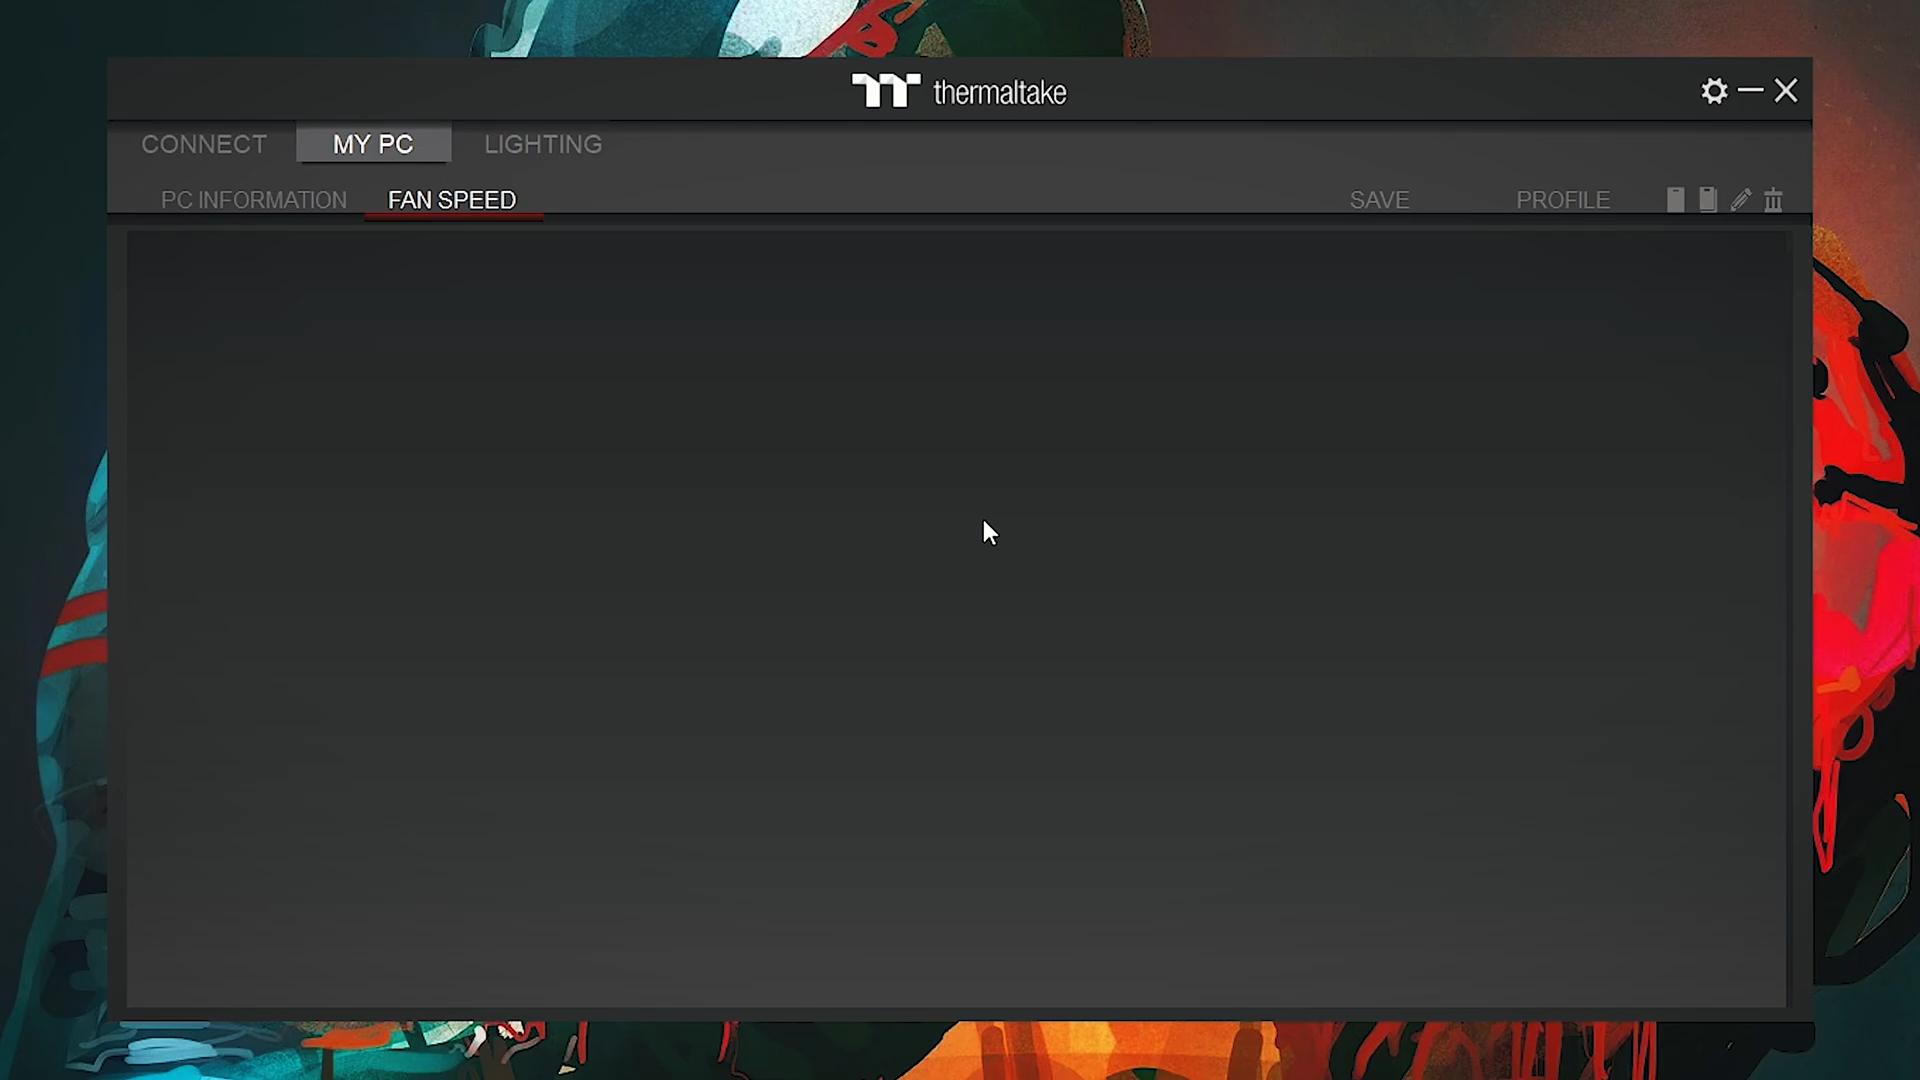 thermaltake
CONNECT MY PC LIGHTING
PC INFORMATION FAN SPEED SAVE PROFILE